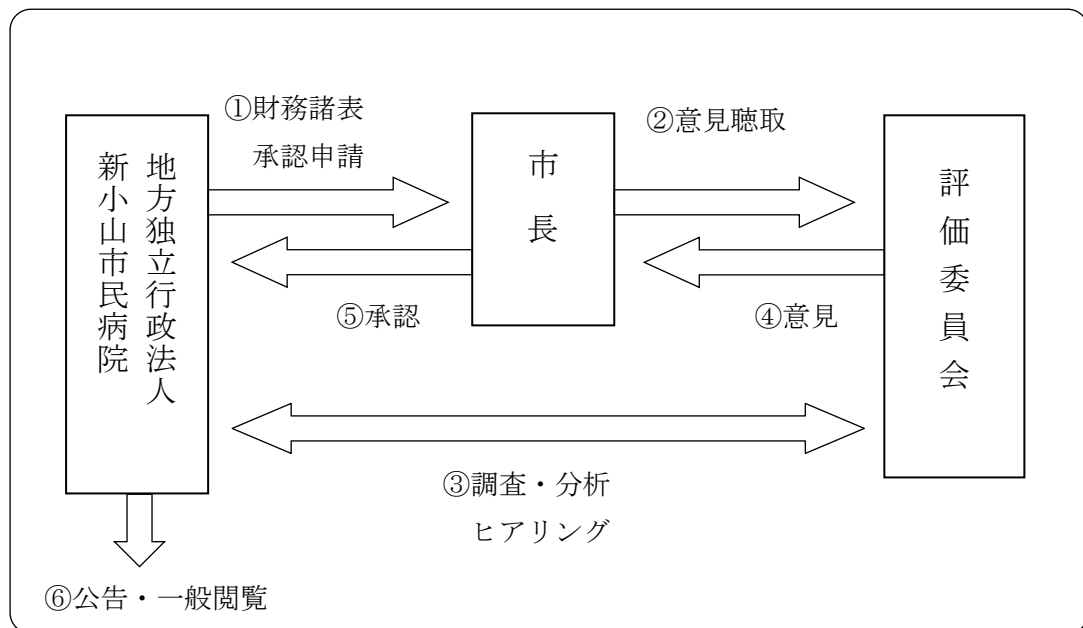 ①財務諸表
承認申請
地方独立行政法人
新小山市民病院
市長
②意見聴取
評価委員会
⑤承認
④意見
③調査・分析
ヒアリング
⑥公告・一般閲覧